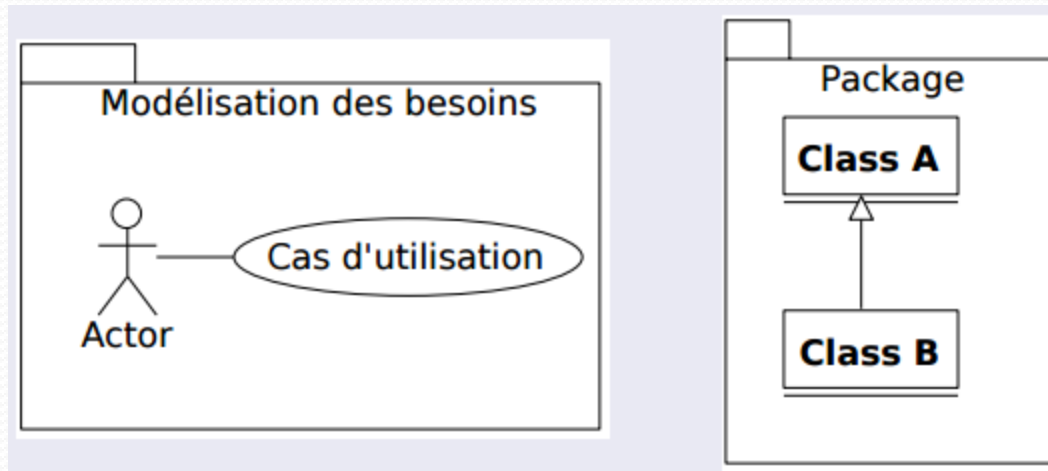 Modélisation des besoins
Cas d'utilisation
Actor
Package
Class A
Class B